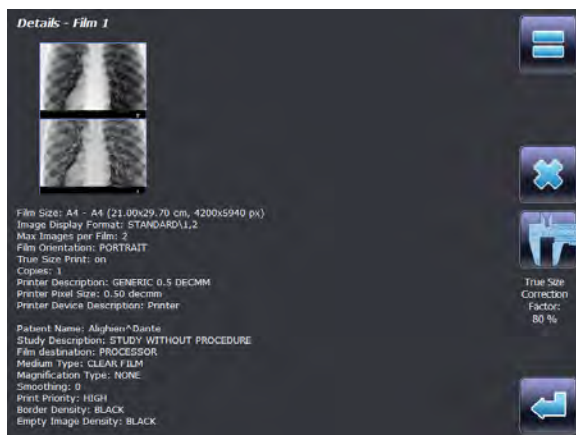 Details - Film 1
Film Size: A4 - A4 (21.00x29.70 cm, 4200x5940 px)
Image Display Format: STANDARD\1,2
Max Images per Film: 2
Film Orientation: PORTRAIT
True Size Print: on
Copies: 1
Printer Description: GENERIC 0.5 DECMM
Printer Pixel Size: 0.50 decmm
Printer Device Description: Printer
Patient Name: Alighieri^Dante
Study Description: STUDY WITHOUT PROCEDURE
Film destination: PROCESSOR
Medium Type: CLEAR FILM
Magnification Type: NONE
Smoothing: 0
Print Priority: HIGH
Border Density: BLACK
Empty Image Density: BLACK
True Size
Correction
Factor:
80 %